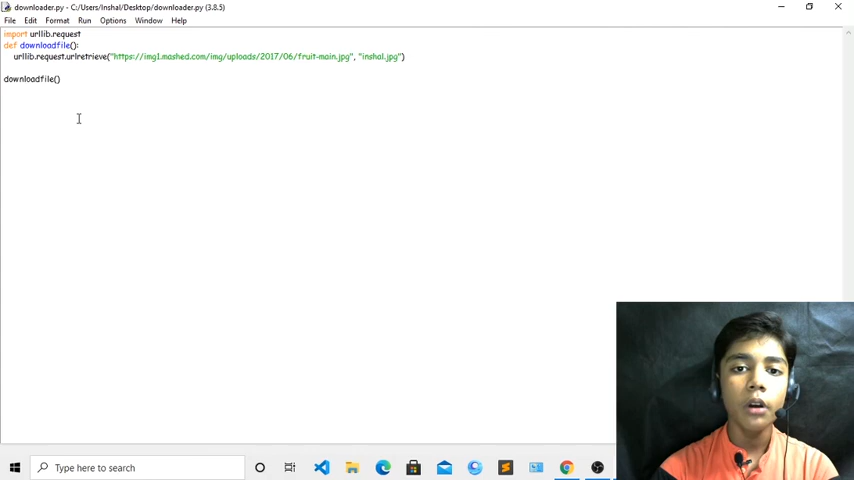 downloader.py - C:/Users/Inshal/Desktop/downloader.py (3.8.5)
File Edit Format Run Options Window Help
import urllib.request
def downloadfile():
urllib.request.urlretrieve("https://img1.mashed.com/img/uploads/2017/06/fruit-main.jpg", "inshal.jpg")
downloadfile()
Type here to search